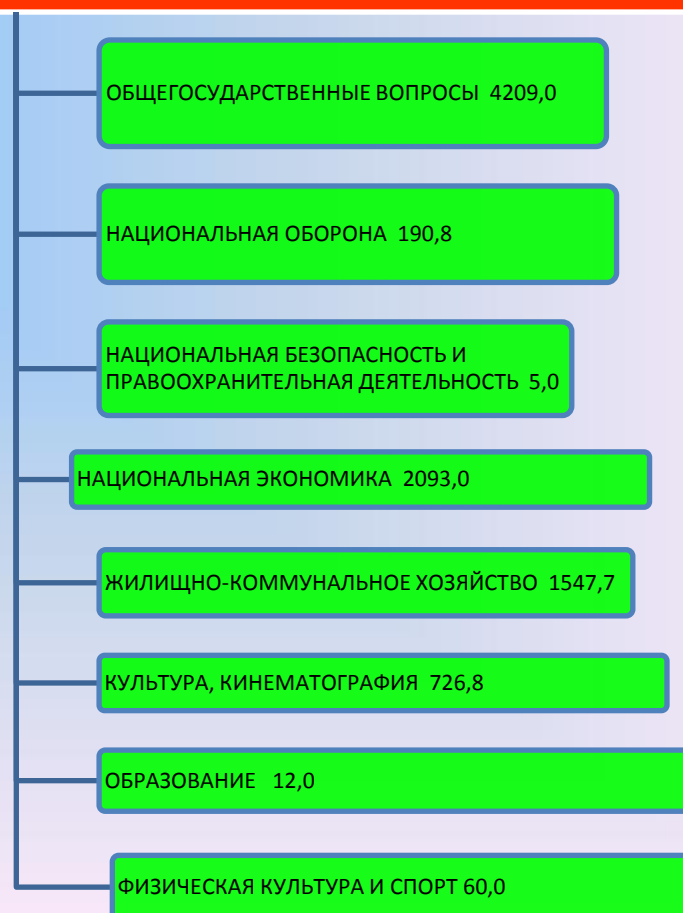 ОБЩЕГОСУДАРСТВЕННЫЕ ВОПРОСЫ 4209,0
НАЦИОНАЛЬНАЯ ОБОРОНА 190,8
НАЦИОНАЛЬНАЯ БЕЗОПАСНОСТЬ И
ПРАВООХРАНИТЕЛЬНАЯ ДЕЯТЕЛЬНОСТЬ 5,0
НАЦИОНАЛЬНАЯ ЭКОНОМИКА 2093,0
ЖИЛИЩНО-КОММУНАЛЬНОЕ ХОЗЯЙСТВО 1547,7
КУЛЬТУРА, КИНЕМАТОГРАФИЯ 726,8
ОБРАЗОВАНИЕ 12,0
ФИЗИЧЕСКАЯ КУЛЬТУРА И СПОРТ 60,0